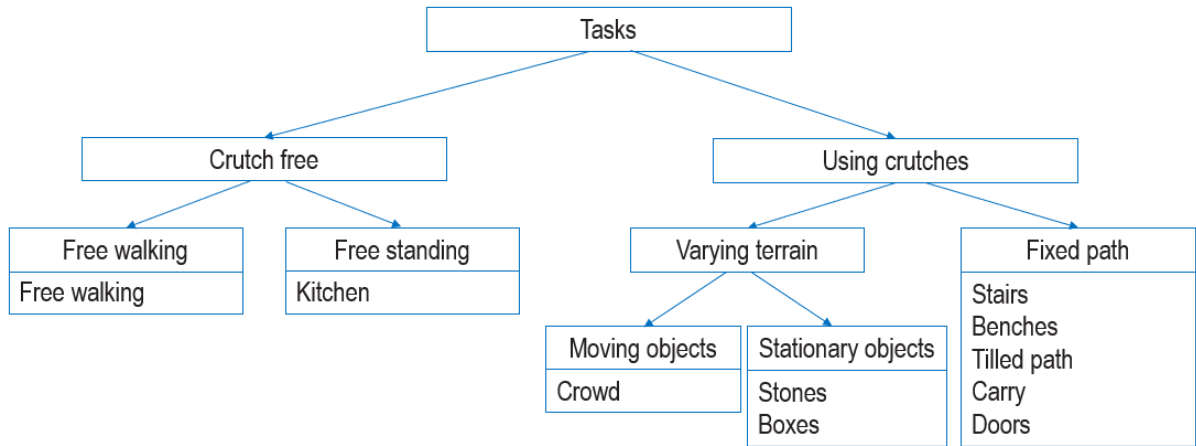 Tasks
Crutch free
Using crutches
Free walking
Free walking
Free standing
Kitchen
Varying terrain
Moving objects
Crowd
Stationary objects
Stones
Boxes
Fixed path
Stairs
Benches
Tilled path
Carry
Doors